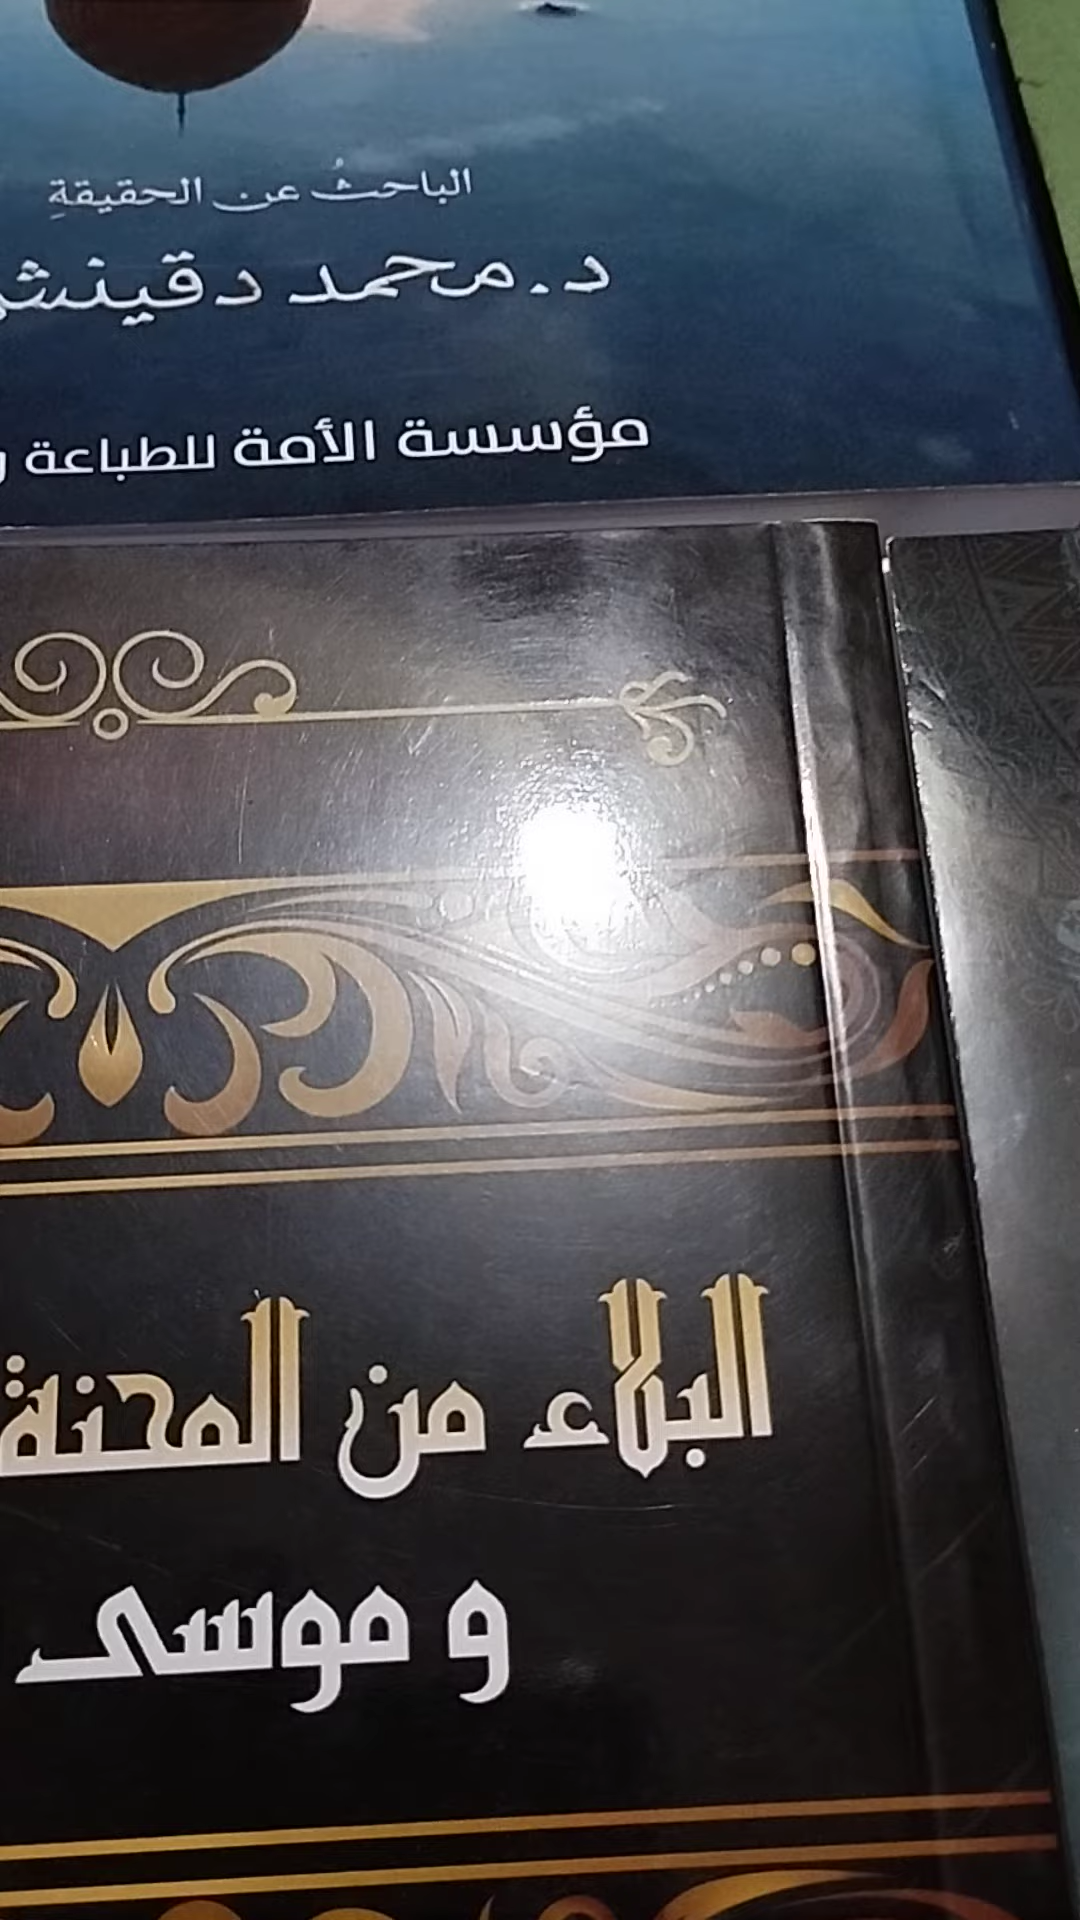 الباحثُ عن الحقيقةِ
د. محمد دقينش
مؤسسة الأمة للطباعة و
البلاء من المحنة
و موسى